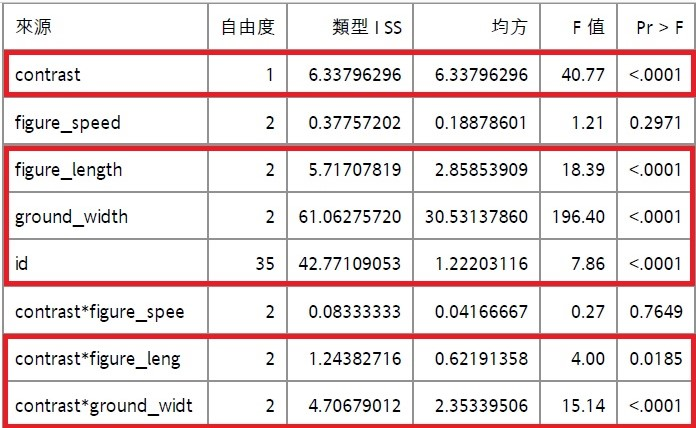 來源 自由度 類型 I SS 均方 F 值 Pr > F
contrast 1 6.33796296 6.33796296 40.77 <.0001
figure_speed 2 0.37757202 0.18878601 1.21 0.2971
figure_length 2 5.71707819 2.85853909 18.39 <.0001
ground_width 2 61.06275720 30.53137860 196.40 <.0001
id 35 42.77109053 1.22203116 7.86 <.0001
contrast*figure_spee 2 0.08333333 0.04166667 0.27 0.7649
contrast*figure_leng 2 1.24382716 0.62191358 4.00 0.0185
contrast*ground_widt 2 4.70679012 2.35339506 15.14 <.0001